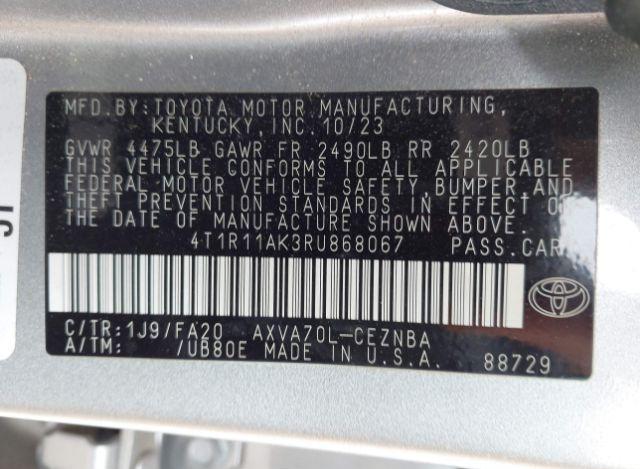 MFD.BY:TOYOTA MOTOR MANUFACTURING,
KENTUCKY, INC. 10/23
GVWR 4475LB GAWR FR 2490LB RR 2420LB
THIS VEHICLE CONFORMS TO ALL APPLICABLE
FEDERAL MOTOR VEHICLE SAFETY, BUMPER, AND
THEFT PREVENTION STANDARDS IN EFFECT ON
THE DATE OF MANUFACTURE SHOWN ABOVE.
4T1R11AK3RU868067 PASS.CAR
C/TR:1J9/FA20 AXVA70L-CEZNBA
A/TM: /UB80E MADE IN U.S.A. 88729